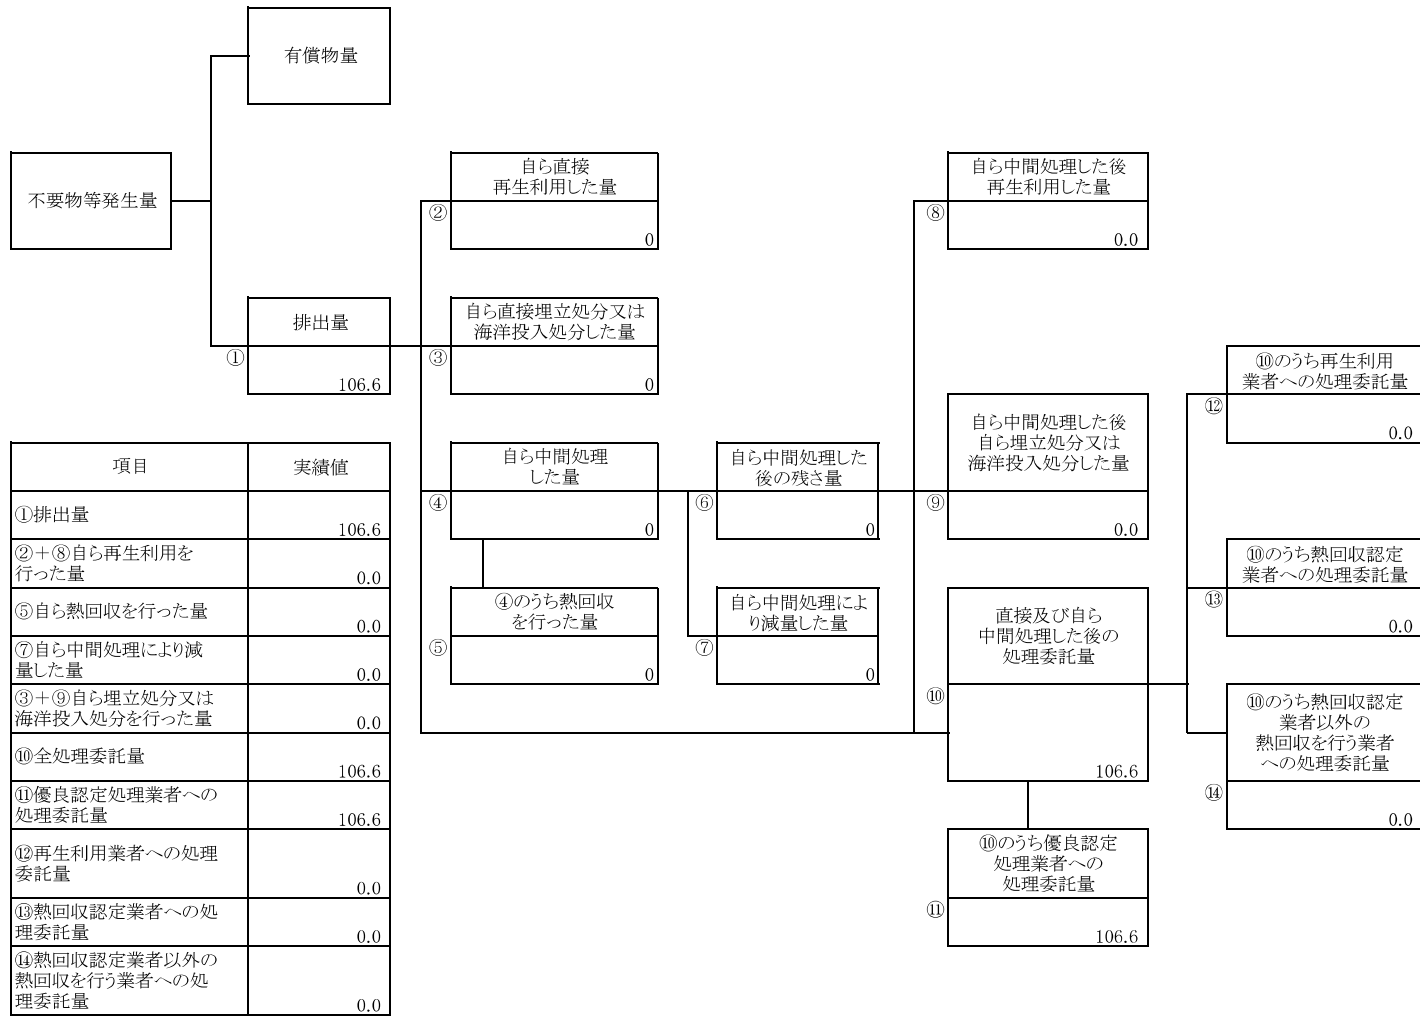 有償物量
不要物等発生量
自ら直接
再生利用した量
②
0
自ら中間処理した後
再生利用した量
⑧
0.0
排出量
①
106.6
自ら直接埋立処分又は
海洋投入処分した量
③
0
⑩のうち再生利用
業者への処理委託量
⑫
0.0
自ら中間処理
した量
④
0
自ら中間処理した
後の残さ量
⑥
0
自ら中間処理した後
自ら埋立処分又は
海洋投入処分した量
⑨
0.0
⑩のうち熱回収認定
業者への処理委託量
⑬
0.0
④のうち熱回収
を行った量
⑤
0
自ら中間処理によ
り減量した量
⑦
0
直接及び自ら
中間処理した後の
処理委託量
⑩
106.6
⑩のうち熱回収認定
業者以外の
熱回収を行う業者
への処理委託量
⑭
0.0
⑩のうち優良認定
処理業者への
処理委託量
⑪
106.6
項目 実績値
①排出量
106.6
②+⑧自ら再生利用を
行った量
0.0
⑤自ら熱回収を行った量
0.0
⑦自ら中間処理により減
量した量
0.0
③+⑨自ら埋立処分又は
海洋投入処分を行った量
0.0
⑩全処理委託量
106.6
⑪優良認定処理業者への
処理委託量
106.6
⑫再生利用業者への処理
委託量
0.0
⑬熱回収認定業者への処
理委託量
0.0
⑭熱回収認定業者以外の
熱回収を行う業者への処
理委託量
0.0